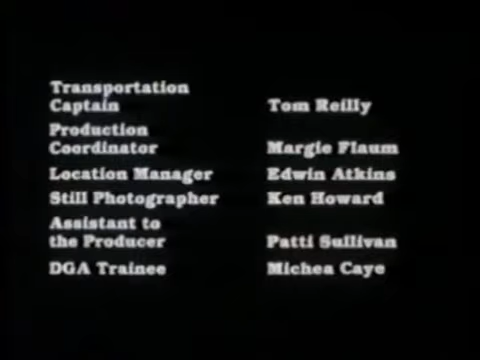 Transportation
Captain Tom Reilly
Production
Coordinator Margie Flaum
Location Manager Edwin Atkins
Still Photographer Ken Howard
Assistant to
the Producer Patti Sullivan
DGA Trainee Michea Caye